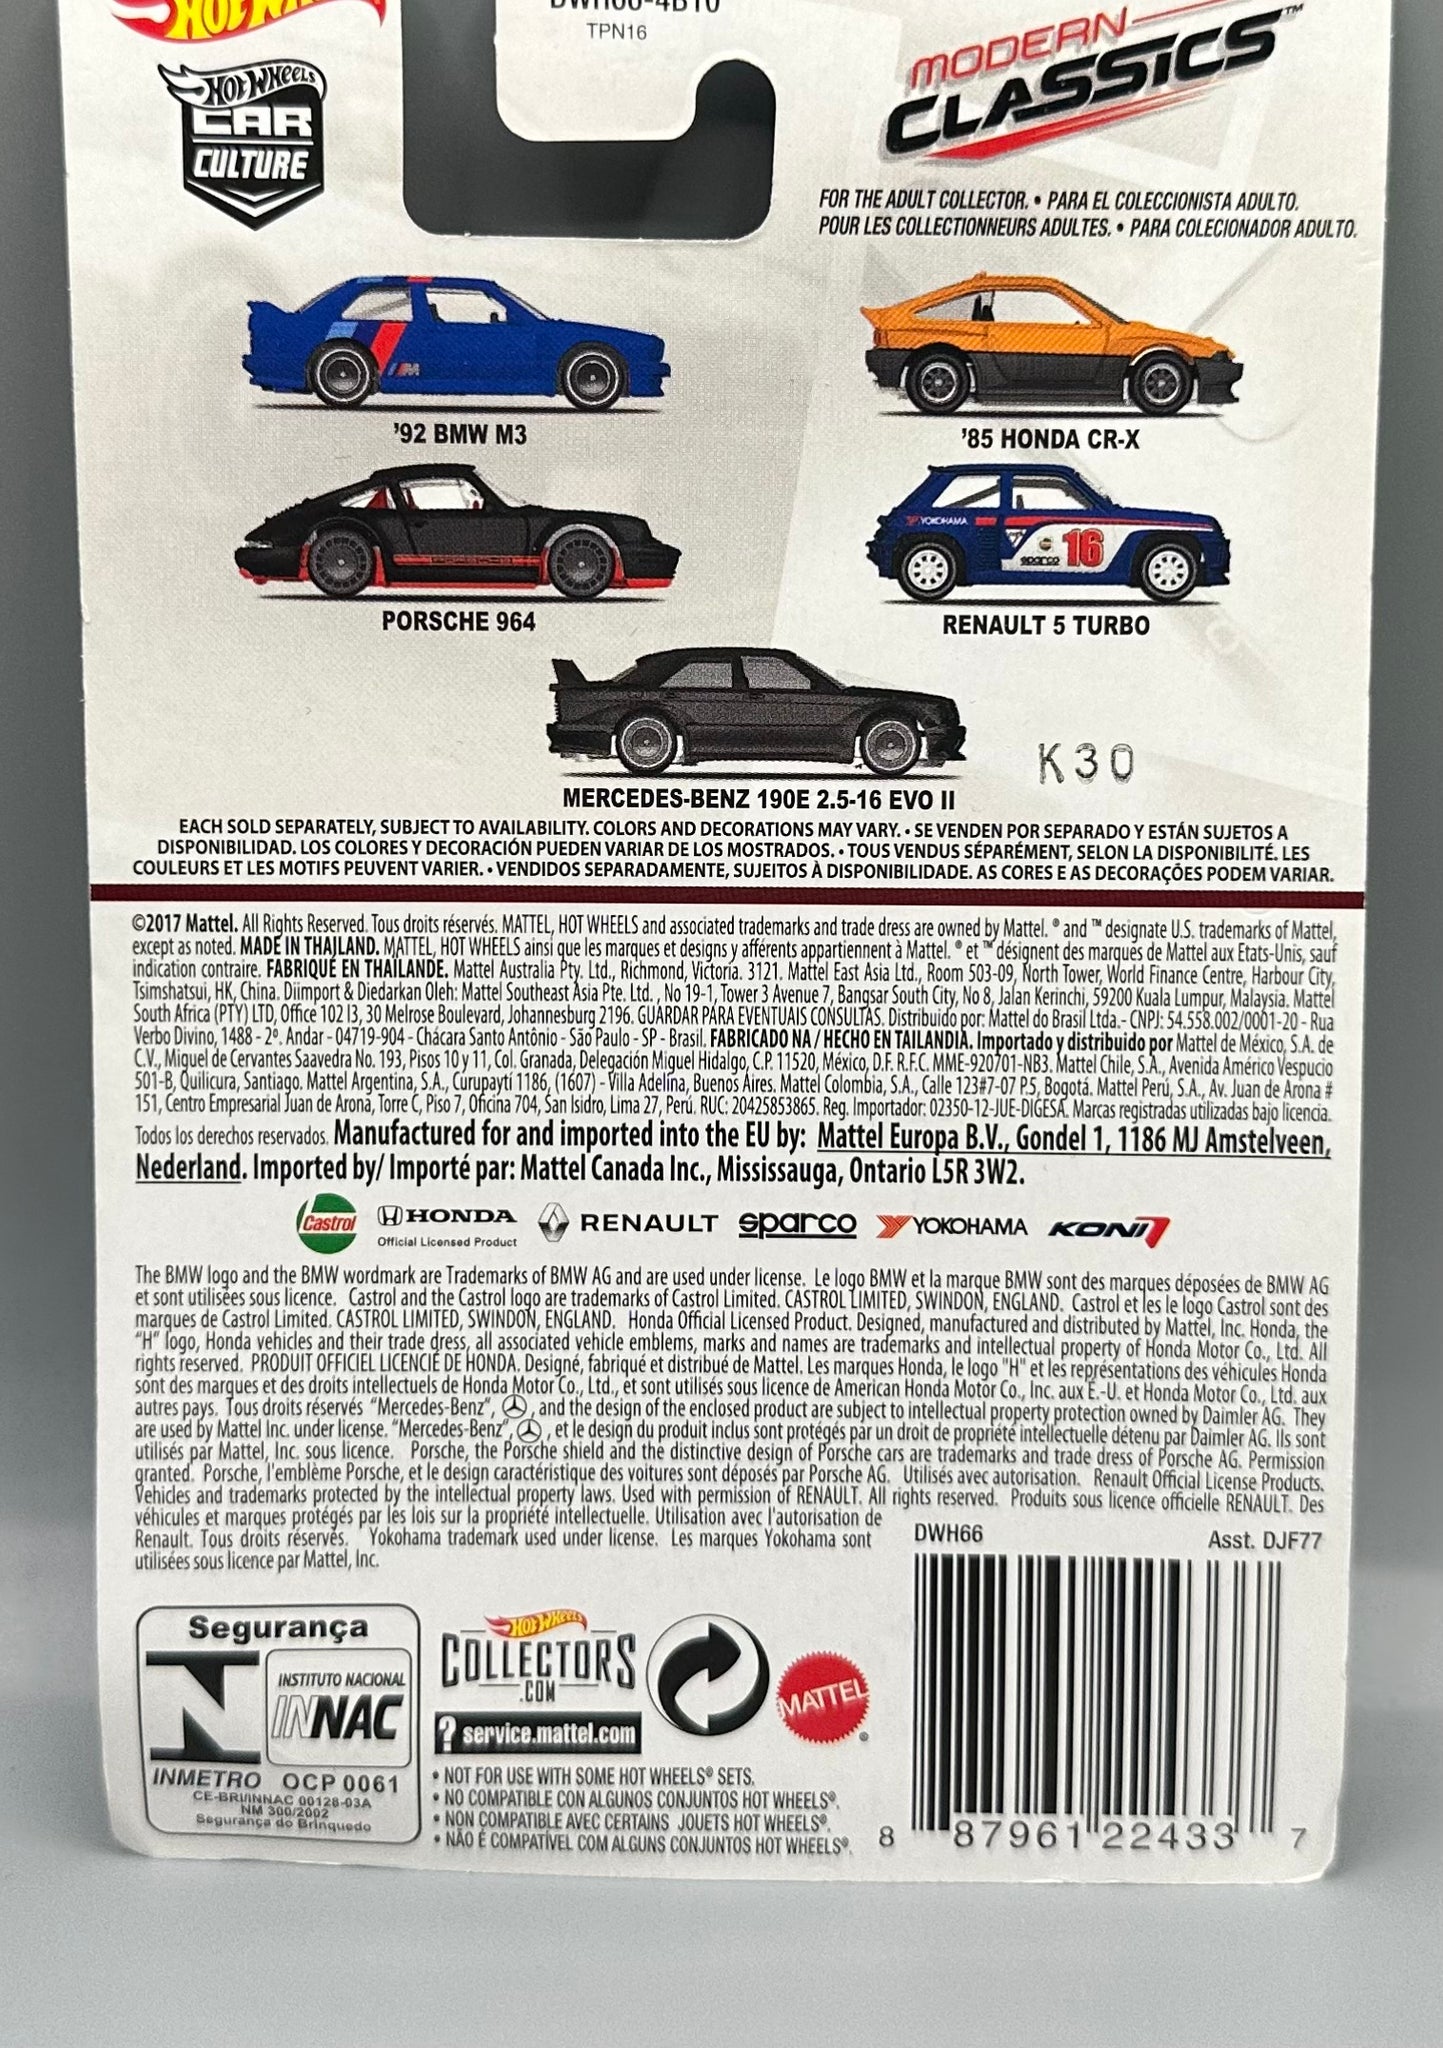 HOT WHEELS
TPN16
HOT WHEELS
CAR
CULTURE
MODERN
CLASSICS™
FOR THE ADULT COLLECTOR. • PARA EL COLECCIONISTA ADULTO.
POUR LES COLLECTIONNEURS ADULTES. • PARA COLECIONADOR ADULTO.
///M
'92 BMW M3
'85 HONDA CR-X
YOKOHAMA
sparco
16
PORSCHE 964
RENAULT 5 TURBO
K30
MERCEDES-BENZ 190E 2.5-16 EVO II
EACH SOLD SEPARATELY, SUBJECT TO AVAILABILITY. COLORS AND DECORATIONS MAY VARY. • SE VENDEN POR SEPARADO Y ESTÁN SUJETOS A
DISPONIBILIDAD. LOS COLORES Y DECORACIÓN PUEDEN VARIAR DE LOS MOSTRADOS. • TOUS VENDUS SÉPARÉMENT, SELON LA DISPONIBILITÉ. LES
COULEURS ET LES MOTIFS PEUVENT VARIER. • VENDIDOS SEPARADAMENTE, SUJEITOS À DISPONIBILIDADE. AS CORES E AS DECORAÇÕES PODEM VARIAR.
©2017 Mattel. All Rights Reserved. Tous droits réservés. MATTEL, HOT WHEELS and associated trademarks and trade dress are owned by Mattel. ® and ™ designate U.S. trademarks of Mattel,
except as noted. MADE IN THAILAND. MATTEL, HOT WHEELS ainsi que les marques et designs y afférents appartiennent à Mattel. ® et ™ désignent des marques de Mattel aux Etats-Unis, sauf
indication contraire. FABRIQUÉ EN THAÏLANDE. Mattel Australia Pty. Ltd., Richmond, Victoria. 3121. Mattel East Asia Ltd., Room 503-09, North Tower, World Finance Centre, Harbour City,
Tsimshatsui, HK, China. Diimport & Diedarkan Oleh: Mattel Southeast Asia Pte. Ltd. , No 19-1, Tower 3 Avenue 7, Bangsar South City, No 8, Jalan Kerinchi, 59200 Kuala Lumpur, Malaysia. Mattel
South Africa (PTY) LTD, Office 102 I3, 30 Melrose Boulevard, Johannesburg 2196. GUARDAR PARA EVENTUAIS CONSULTAS. Distribuido por: Mattel do Brasil Ltda.- CNPJ: 54.558.002/0001-20 - Rua
Verbo Divino, 1488 - 2º. Andar - 04719-904 - Chácara Santo Antônio - São Paulo - SP - Brasil. FABRICADO NA / HECHO EN TAILANDIA. Importado y distribuido por Mattel de México, S.A. de
C.V., Miguel de Cervantes Saavedra No. 193, Pisos 10 y 11, Col. Granada, Delegación Miguel Hidalgo, C.P. 11520, México, D.F. R.F.C. MME-920701-NB3. Mattel Chile, S.A., Avenida Américo Vespucio
501-B, Quilicura, Santiago. Mattel Argentina, S.A., Curupaytí 1186, (1607) - Villa Adelina, Buenos Aires. Mattel Colombia, S.A., Calle 123#7-07 P.5, Bogotá. Mattel Perú, S.A., Av. Juan de Arona #
151, Centro Empresarial Juan de Arona, Torre C, Piso 7, Oficina 704, San Isidro, Lima 27, Perú. RUC: 20425853865. Reg. Importador: 02350-12-JUE-DIGESA. Marcas registradas utilizadas bajo licencia.
Todos los derechos reservados. Manufactured for and imported into the EU by: Mattel Europa B.V., Gondel 1, 1186 MJ Amstelveen,
Nederland. Imported by/ Importé par: Mattel Canada Inc., Mississauga, Ontario L5R 3W2.
Castrol HONDA RENAULT sparco YOKOHAMA KONI
Official Licensed Product
The BMW logo and the BMW wordmark are Trademarks of BMW AG and are used under license. Le logo BMW et la marque BMW sont des marques déposées de BMW AG
et sont utilisées sous licence. Castrol and the Castrol logo are trademarks of Castrol Limited. CASTROL LIMITED, SWINDON, ENGLAND. Castrol et les le logo Castrol sont des
marques de Castrol Limited. CASTROL LIMITED, SWINDON, ENGLAND. Honda Official Licensed Product. Designed, manufactured and distributed by Mattel, Inc. Honda, the
"H" logo, Honda vehicles and their trade dress, all associated vehicle emblems, marks and names are trademarks and intellectual property of Honda Motor Co., Ltd. All
rights reserved. PRODUIT OFFICIEL LICENCIÉ DE HONDA. Designé, fabriqué et distribué de Mattel. Les marques Honda, le logo "H" et les représentations des véhicules Honda
sont des marques et des droits intellectuels de Honda Motor Co., Ltd., et sont utilisés sous licence de American Honda Motor Co., Inc. aux É.-U. et Honda Motor Co., Ltd. aux
autres pays. Tous droits réservés "Mercedes-Benz", , and the design of the enclosed product are subject to intellectual property protection owned by Daimler AG. They
are used by Mattel Inc. under license. "Mercedes-Benz", , et le design du produit inclus sont protégés par un droit de propriété intellectuelle détenu par Daimler AG. Ils sont
utilisés par Mattel, Inc. sous licence. Porsche, the Porsche shield and the distinctive design of Porsche cars are trademarks and trade dress of Porsche AG. Permission
granted. Porsche, l'emblème Porsche, et le design caractéristique des voitures sont déposés par Porsche AG. Utilisés avec autorisation. Renault Official License Products.
Vehicles and trademarks protected by the intellectual property laws. Used with permission of RENAULT. All rights reserved. Produits sous licence officielle RENAULT. Des
véhicules et marques protégés par les lois sur la propriété intellectuelle. Utilisation avec l'autorisation de
Renault. Tous droits réservés. Yokohama trademark used under license. Les marques Yokohama sont
utilisées sous licence par Mattel, Inc.
DWH66 Asst. DJF77
Segurança
INSTITUTO NACIONAL
INNAC
INMETRO OCP 0061
CE-BRI/INNAC 00128-03A
NM 300/2002
Segurança do Brinquedo
HOT WHEELS
COLLECTORS
.COM
? service.mattel.com
MATTEL®
• NOT FOR USE WITH SOME HOT WHEELS® SETS.
• NO COMPATIBLE CON ALGUNOS CONJUNTOS HOT WHEELS®.
• NON COMPATIBLE AVEC CERTAINS JOUETS HOT WHEELS®.
• NÃO É COMPATÍVEL COM ALGUNS CONJUNTOS HOT WHEELS®.
8 87961 22433 7